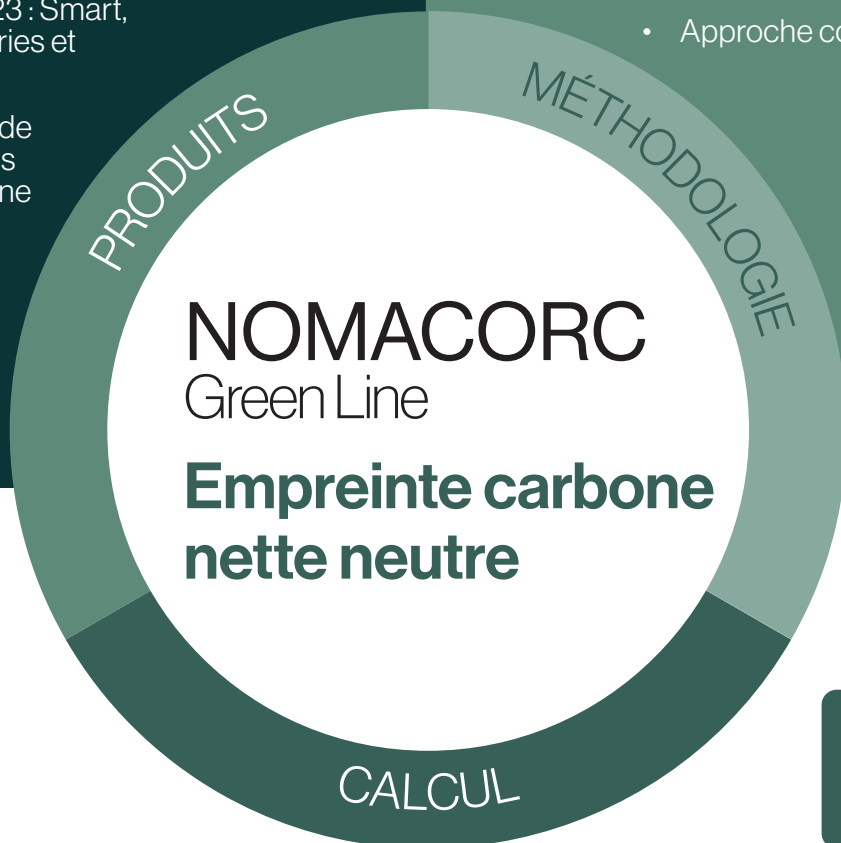 23 : Smart,
ries et
de
s
ne
• Approche co
PRODUITS
MÉTHODOLOGIE
NOMACORC
Green Line
Empreinte carbone
nette neutre
CALCUL